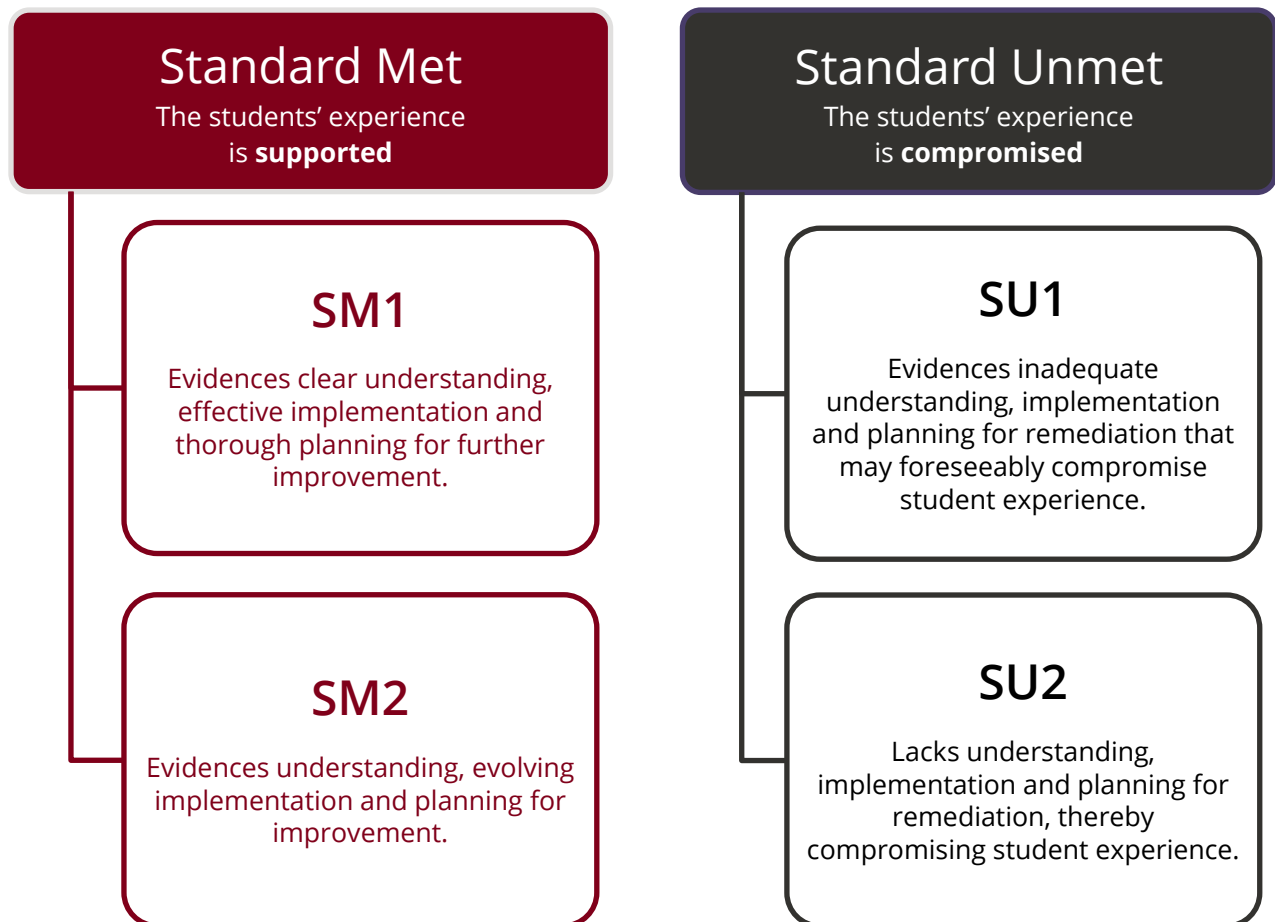 Standard Met
The students’ experience
is supported
SM1
Evidences clear understanding,
effective implementation and
thorough planning for further
improvement.
SM2
Evidences understanding, evolving
implementation and planning for
improvement.
Standard Unmet
The students’ experience
is compromised
SU1
Evidences inadequate
understanding, implementation
and planning for remediation that
may foreseeably compromise
student experience.
SU2
Lacks understanding,
implementation and planning for
remediation, thereby
compromising student experience.